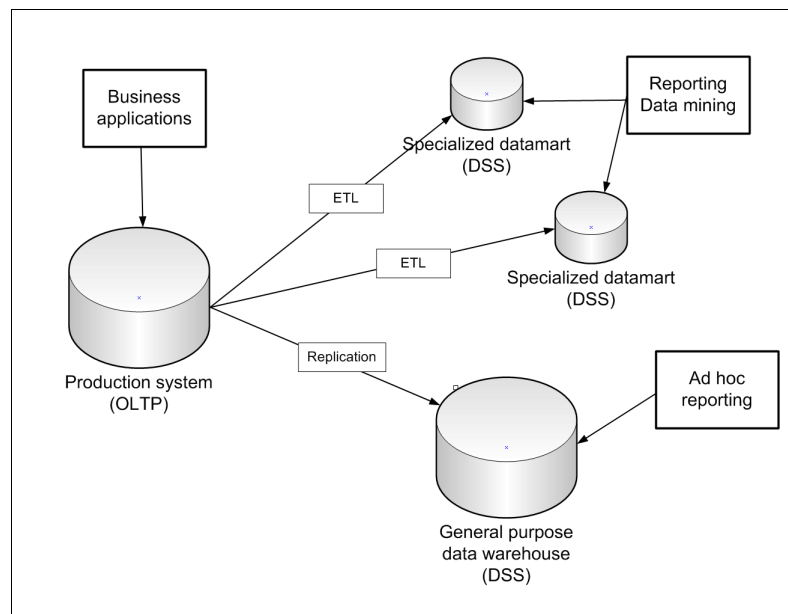 Business
applications
Reporting
Data mining
Specialized datamart
(DSS)
ETL
ETL
Specialized datamart
(DSS)
Replication
Production system
(OLTP)
Ad hoc
reporting
General purpose
data warehouse
(DSS)